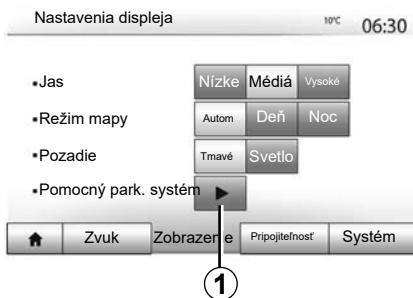 Nastavenia displeja 10°C 06:30
▪Jas Nízke Médiá Vysoké
▪Režim mapy Autom Deň Noc
▪Pozadie Tmavé Svetlo
▪Pomocný park. systém
Zvuk Zobrazenie Pripojiteľnosť Systém
1